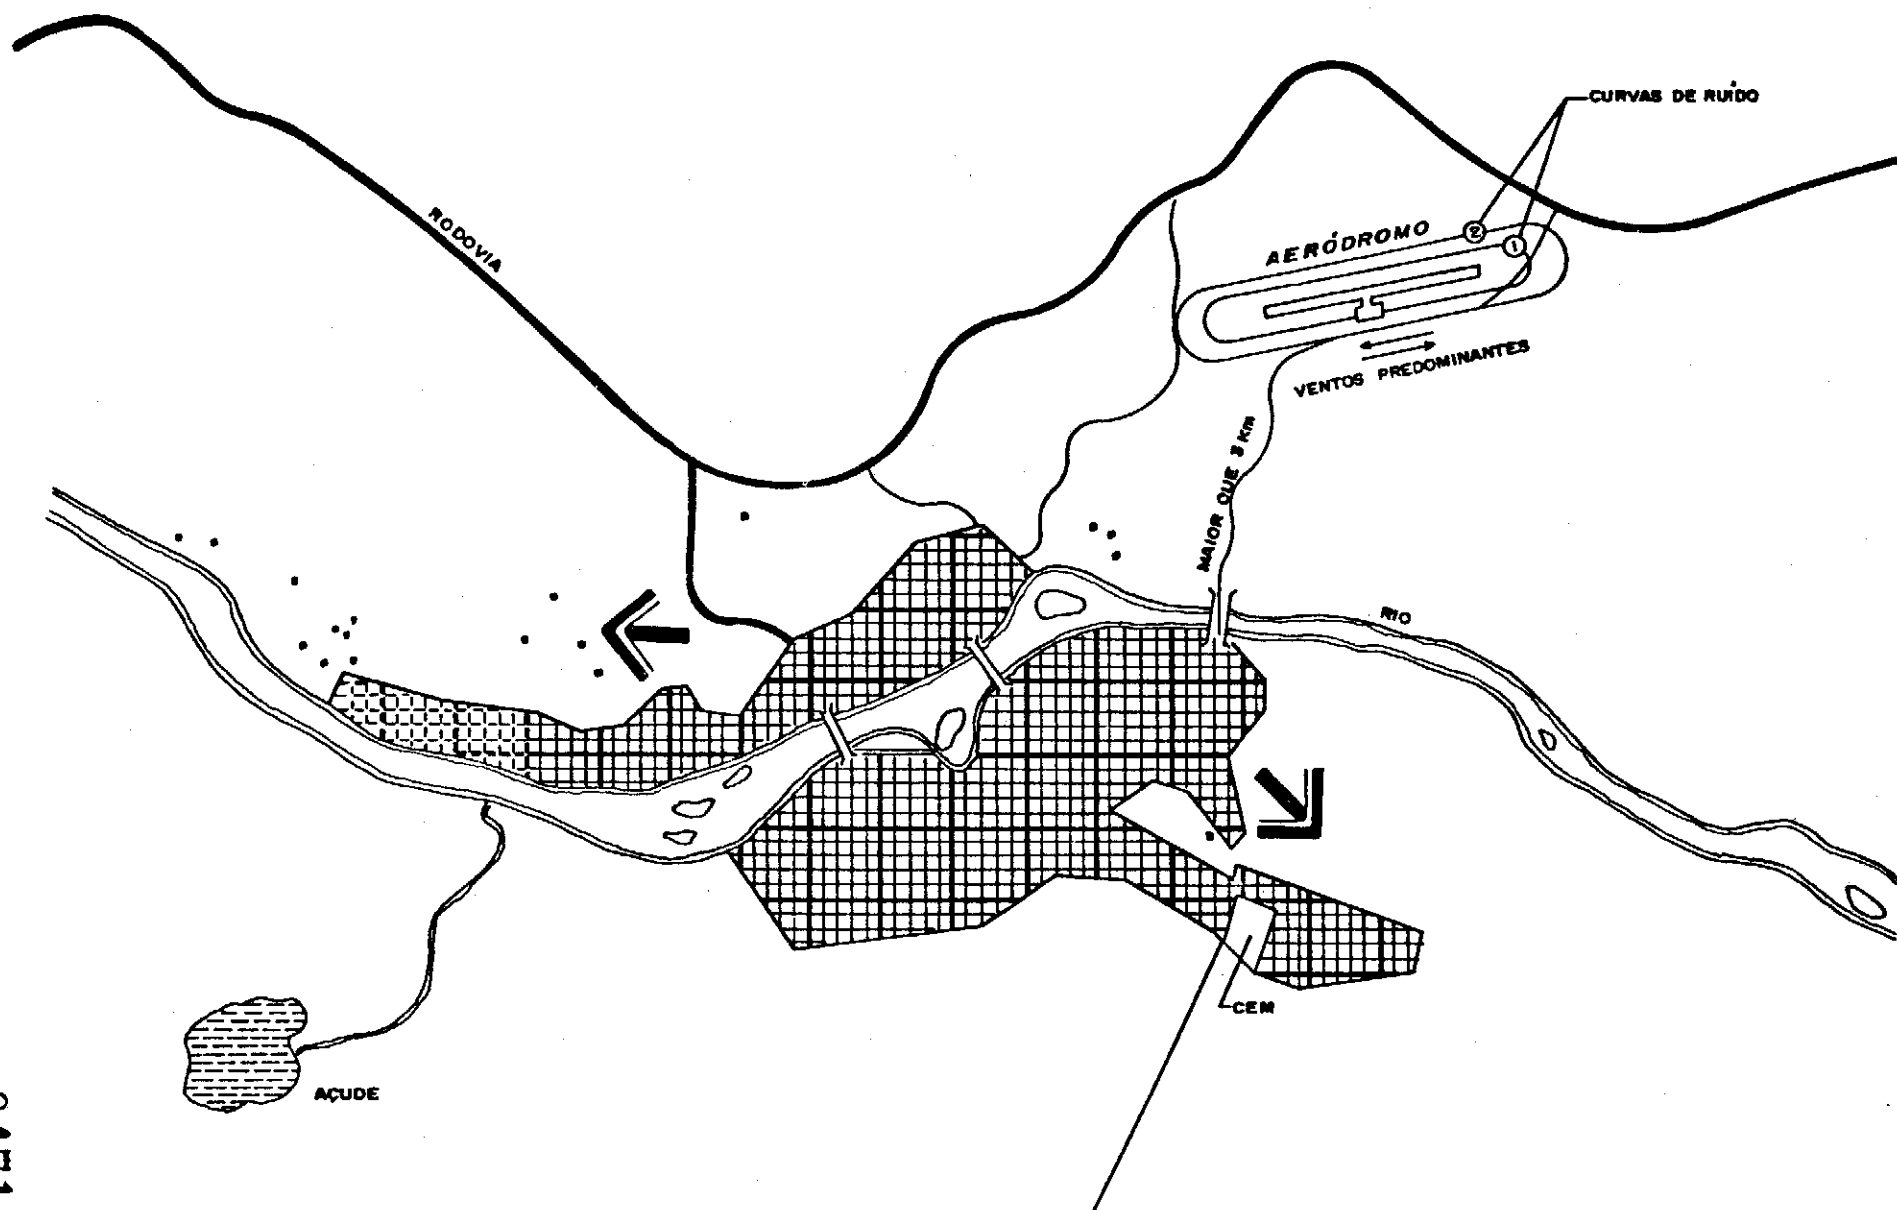 CURVAS DE RUÍDO
RODOVIA
AERÓDROMO
2
1
VENTOS PREDOMINANTES
MAIOR QUE 3 Km
RIO
CEM
AÇUDE